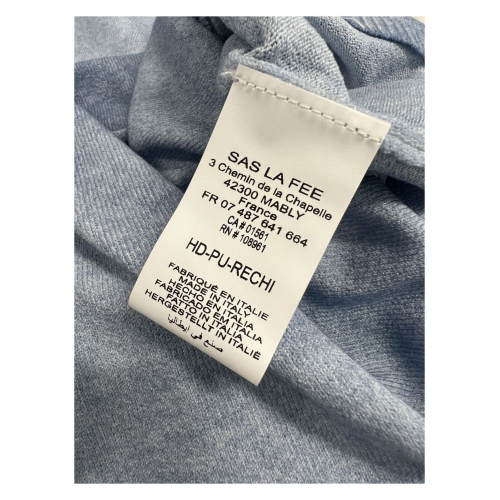 SAS LA FEE
3 Chemin de la Chapelle
42300 MABLY
France
FR 07 487 641 664
CA# 01561
RN # 108961
HD-PU-RECHI
FABRIQUÉ EN ITALIE
MADE IN ITALY
HECHO EN ITALIA
FABRICADO EM ITALIA
FATTO IN ITALIA
HERGESTELLT IN ITALIE
صنع في إيطاليا